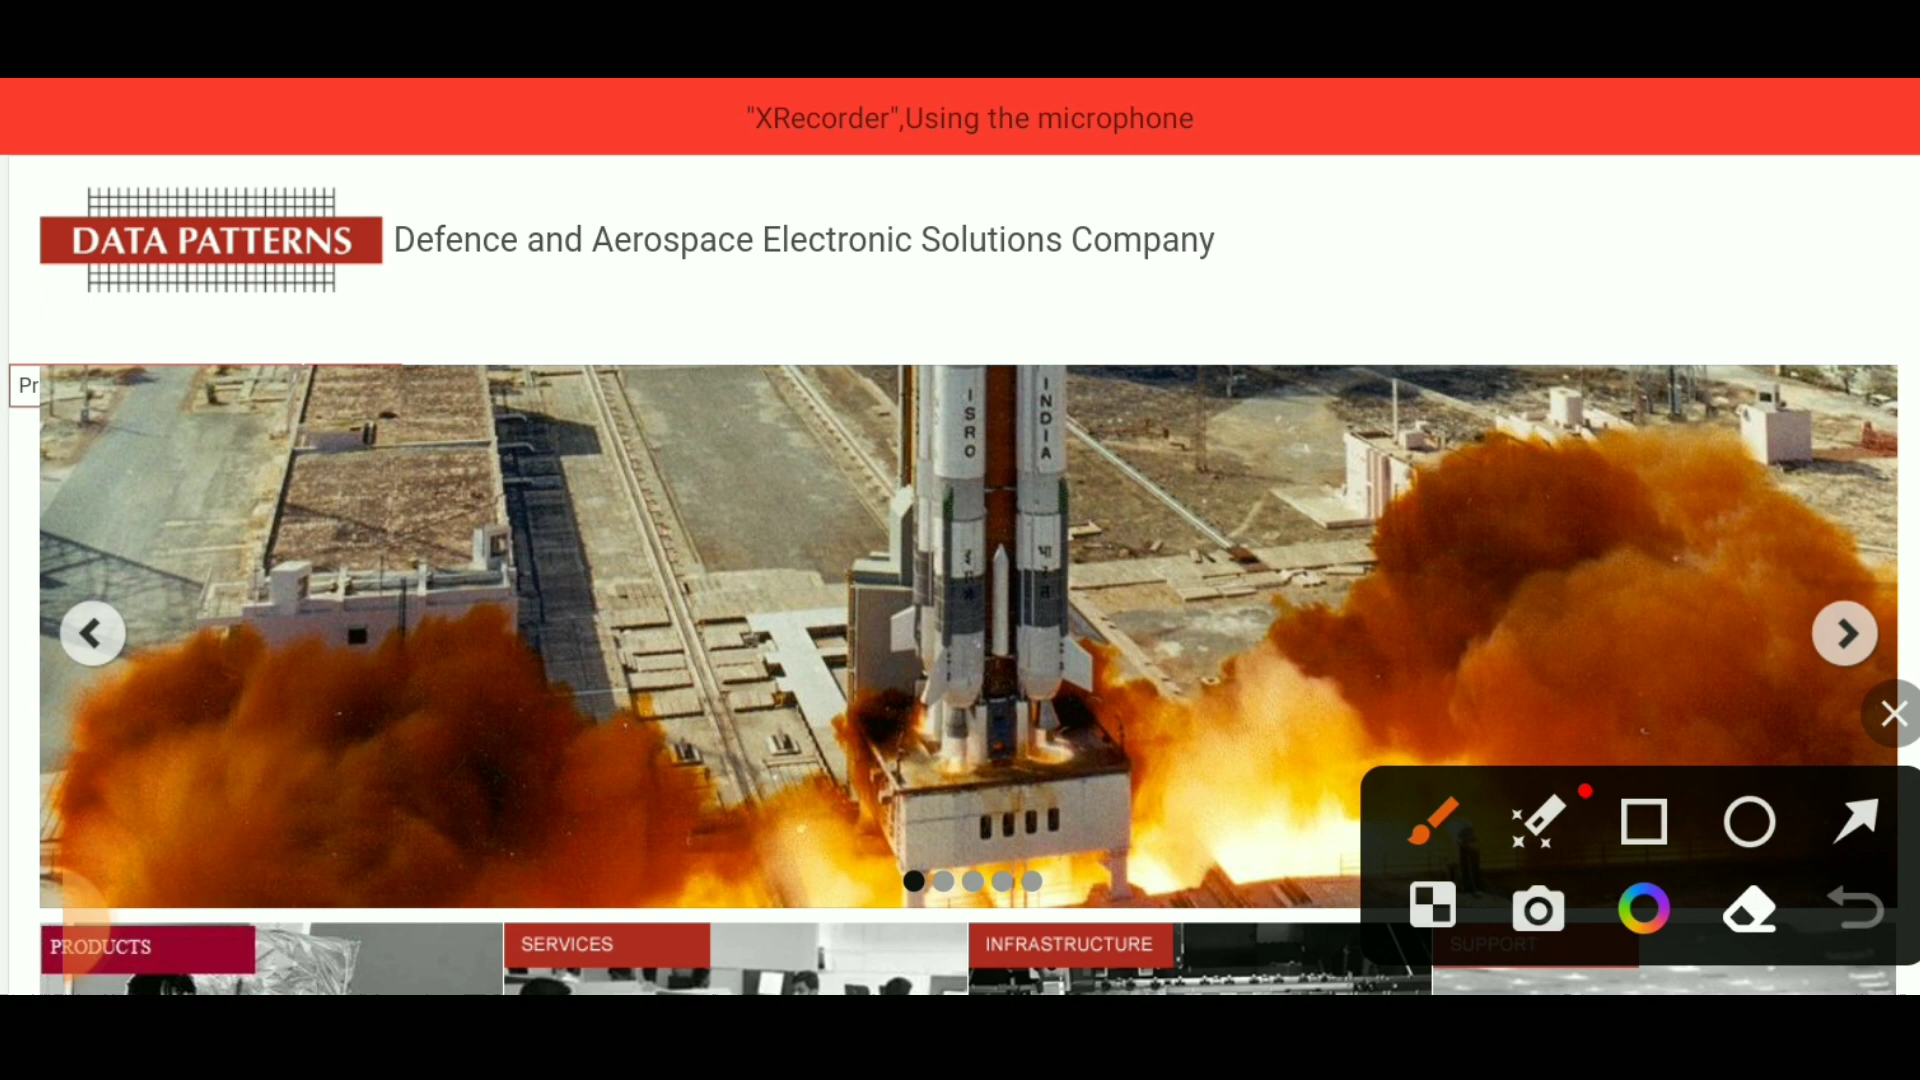 "XRecorder",Using the microphone
DATA PATTERNS
Defence and Aerospace Electronic Solutions Company
Pr
ISRO
INDIA
PRODUCTS
SERVICES
INFRASTRUCTURE
SUPPORT